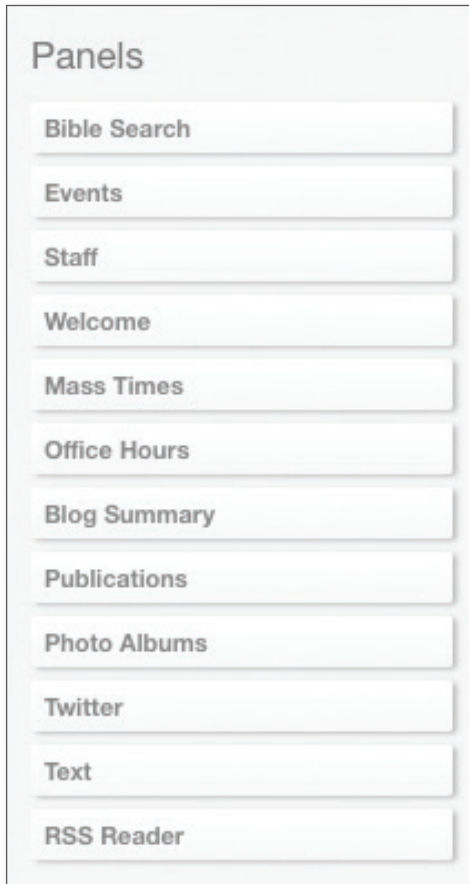 Panels
Bible Search
Events
Staff
Welcome
Mass Times
Office Hours
Blog Summary
Publications
Photo Albums
Twitter
Text
RSS Reader